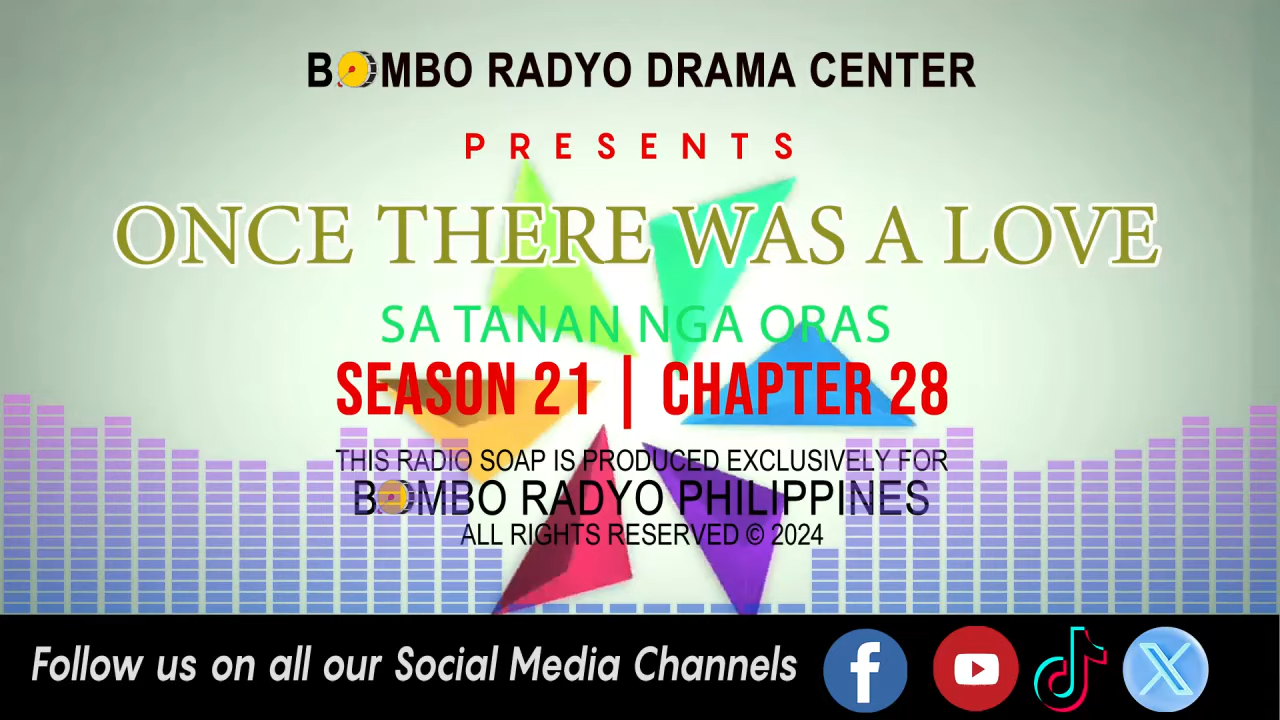 BOMBO RADYO DRAMA CENTER
PRESENTS
ONCE THERE WAS A LOVE
SA TANAN NGA ORAS
SEASON 21 | CHAPTER 28
THIS RADIO SOAP IS PRODUCED EXCLUSIVELY FOR
BOMBO RADYO PHILIPPINES
ALL RIGHTS RESERVED © 2024
Follow us on all our Social Media Channels